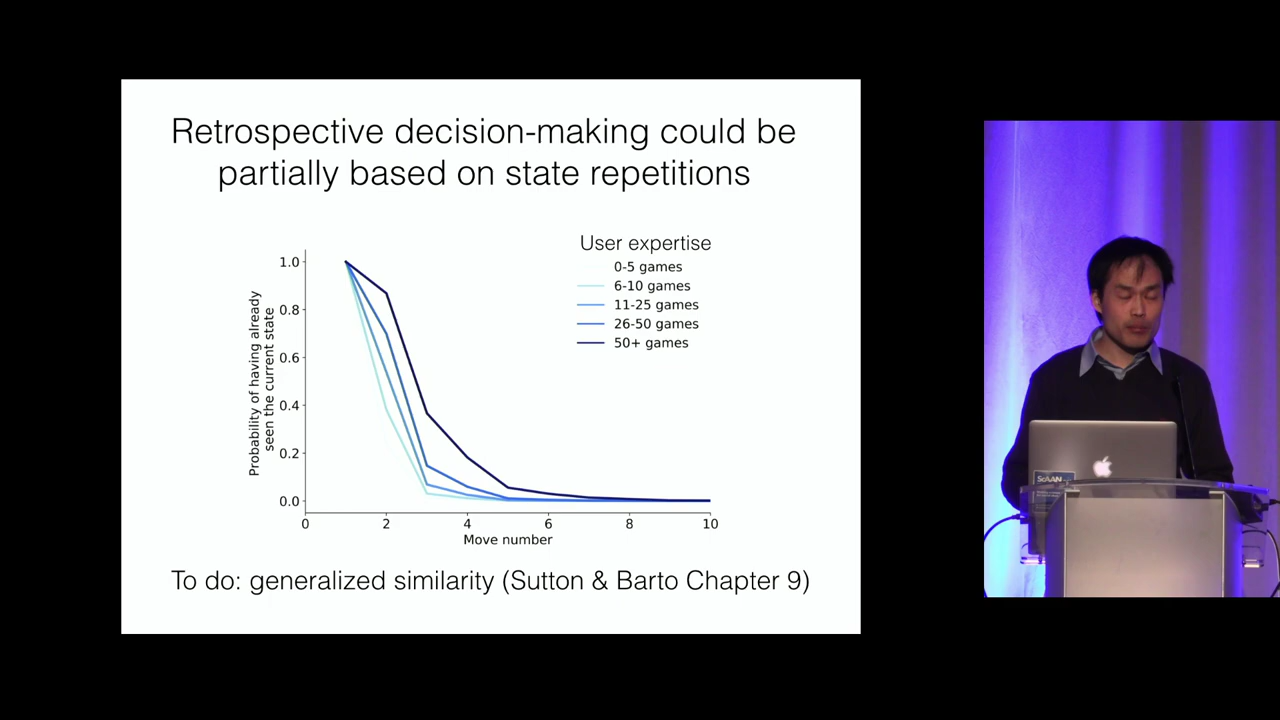 Retrospective decision-making could be
partially based on state repetitions
User expertise
0-5 games
6-10 games
11-25 games
26-50 games
50+ games
Probability of having already
seen the current state
1.0
0.8
0.6
0.4
0.2
0.0
0 2 4 6 8 10
Move number
To do: generalized similarity (Sutton & Barto Chapter 9)